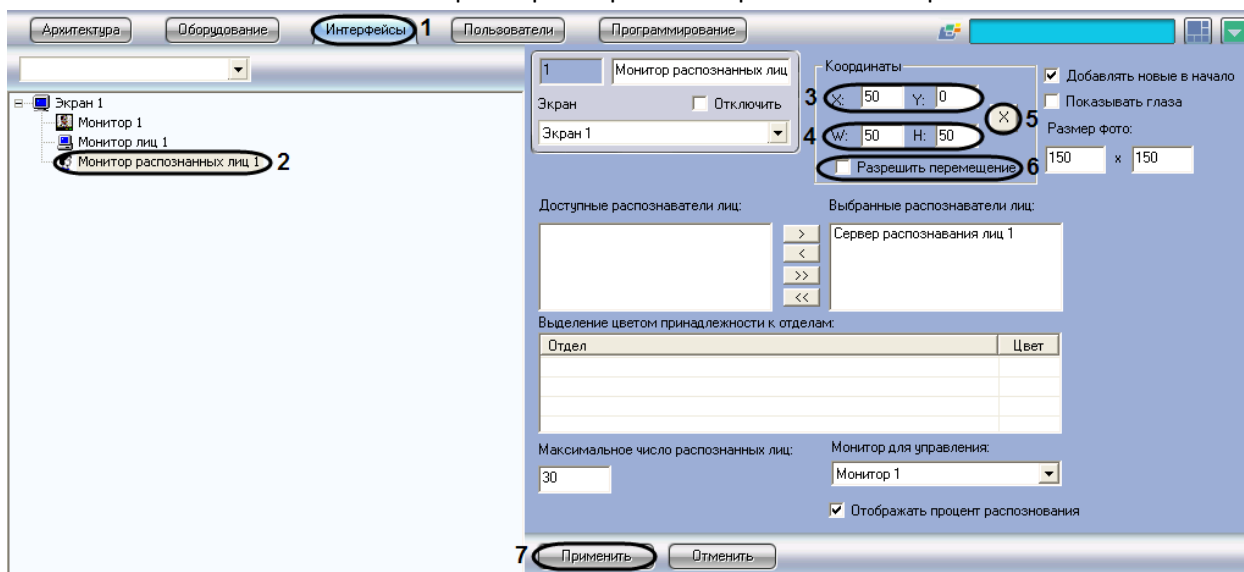 Архитектура Оборудование Интерфейсы 1 Пользователи Программирование
Экран 1
Монитор 1
Монитор лиц 1
Монитор распознанных лиц 1 2
1 Монитор распознанных лиц
Экран Отключить
Экран 1
Координаты
3 X: 50 Y: 0
X 5
4 W: 50 H: 50
Разрешить перемещение 6
Добавлять новые в начало
Показывать глаза
Размер фото:
150 x 150
Доступные распознаватели лиц: Выбранные распознаватели лиц:
> Сервер распознавания лиц 1
<
>>
<<
Выделение цветом принадлежности к отделам:
Отдел Цвет
Максимальное число распознанных лиц: Монитор для управления:
30 Монитор 1
Отображать процент распознования
7 Применить Отменить